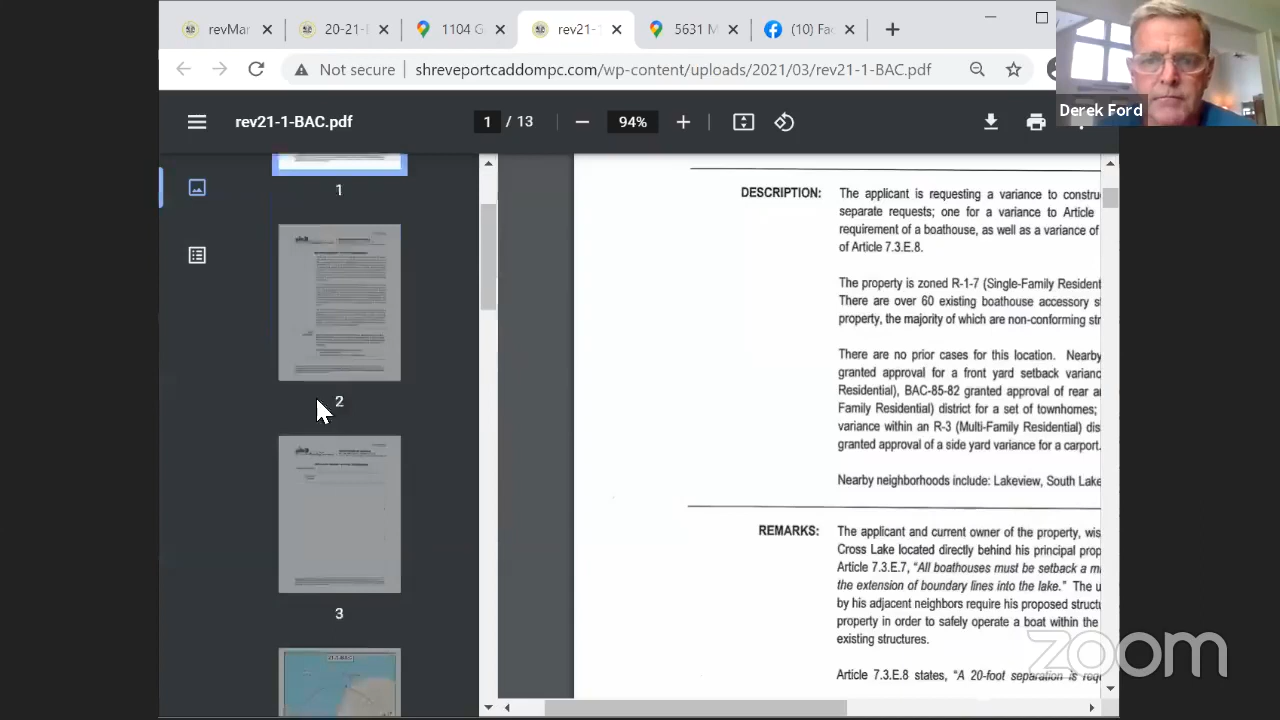 revMar
20-21-
1104 G
rev21-1
5631 M
(10) Fac
Not secure
shreveportcaddompc.com/wp-content/uploads/2021/03/rev21-1-BAC.pdf
Derek Ford
rev21-1-BAC.pdf
1 / 13
94%
1
2
3
DESCRIPTION:
The applicant is requesting a variance to constru
separate requests; one for a variance to Article
requirement of a boathouse, as well as a variance of
of Article 7.3.E.8.
The property is zoned R-1-7 (Single-Family Resident
There are over 60 existing boathouse accessory s
property, the majority of which are non-conforming str
There are no prior cases for this location. Nearby
granted approval for a front yard setback varianc
Residential), BAC-85-82 granted approval of rear a
Family Residential) district for a set of townhomes;
variance within an R-3 (Multi-Family Residential) dis
granted approval of a side yard variance for a carport.
Nearby neighborhoods include: Lakeview, South Lake
REMARKS:
The applicant and current owner of the property, wis
Cross Lake located directly behind his principal prop
Article 7.3.E.7, "All boathouses must be setback a m
the extension of boundary lines into the lake." The u
by his adjacent neighbors require his proposed structu
property in order to safely operate a boat within the
existing structures.
Article 7.3.E.8 states, "A 20-foot separation is req
zoom